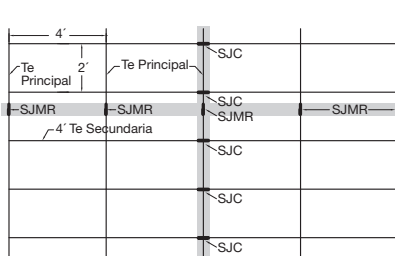 4´
SJC
Te
Principal
2´
Te Principal
SJC
SJMR
SJMR
SJMR
SJMR
4´ Te Secundaria
SJC
SJC
SJC